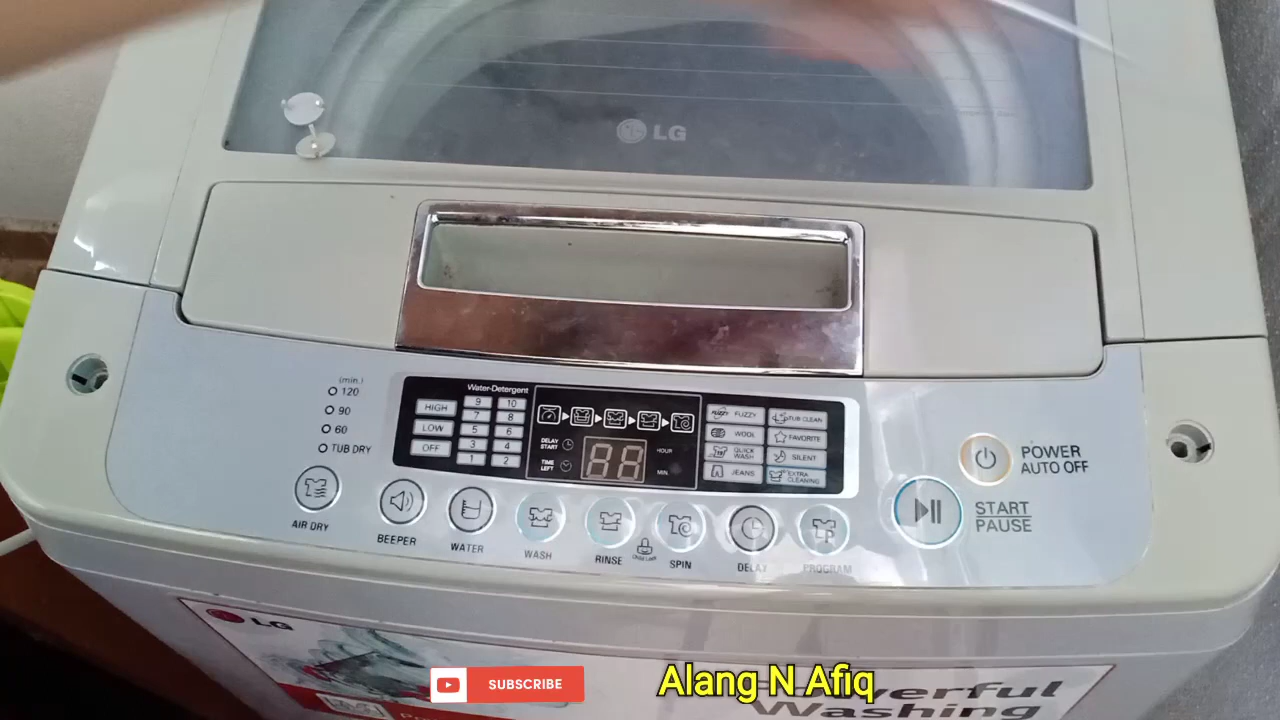 LG
(min.)
120
90
60
TUB DRY
HIGH
LOW
OFF
Water-Detergent
9 10
7 8
5 6
3 4
1 2
DELAY
START
TIME
LEFT
HOUR
MIN.
88
FUZZY
WOOL
QUICK
WASH
JEANS
TUB CLEAN
FAVORITE
SILENT
EXTRA
CLEANING
POWER
AUTO OFF
START
PAUSE
AIR DRY
BEEPER
WATER
WASH
RINSE
SPIN
DELAY
PROGRAM
LG
SUBSCRIBE
Alang N Afiq
Washing